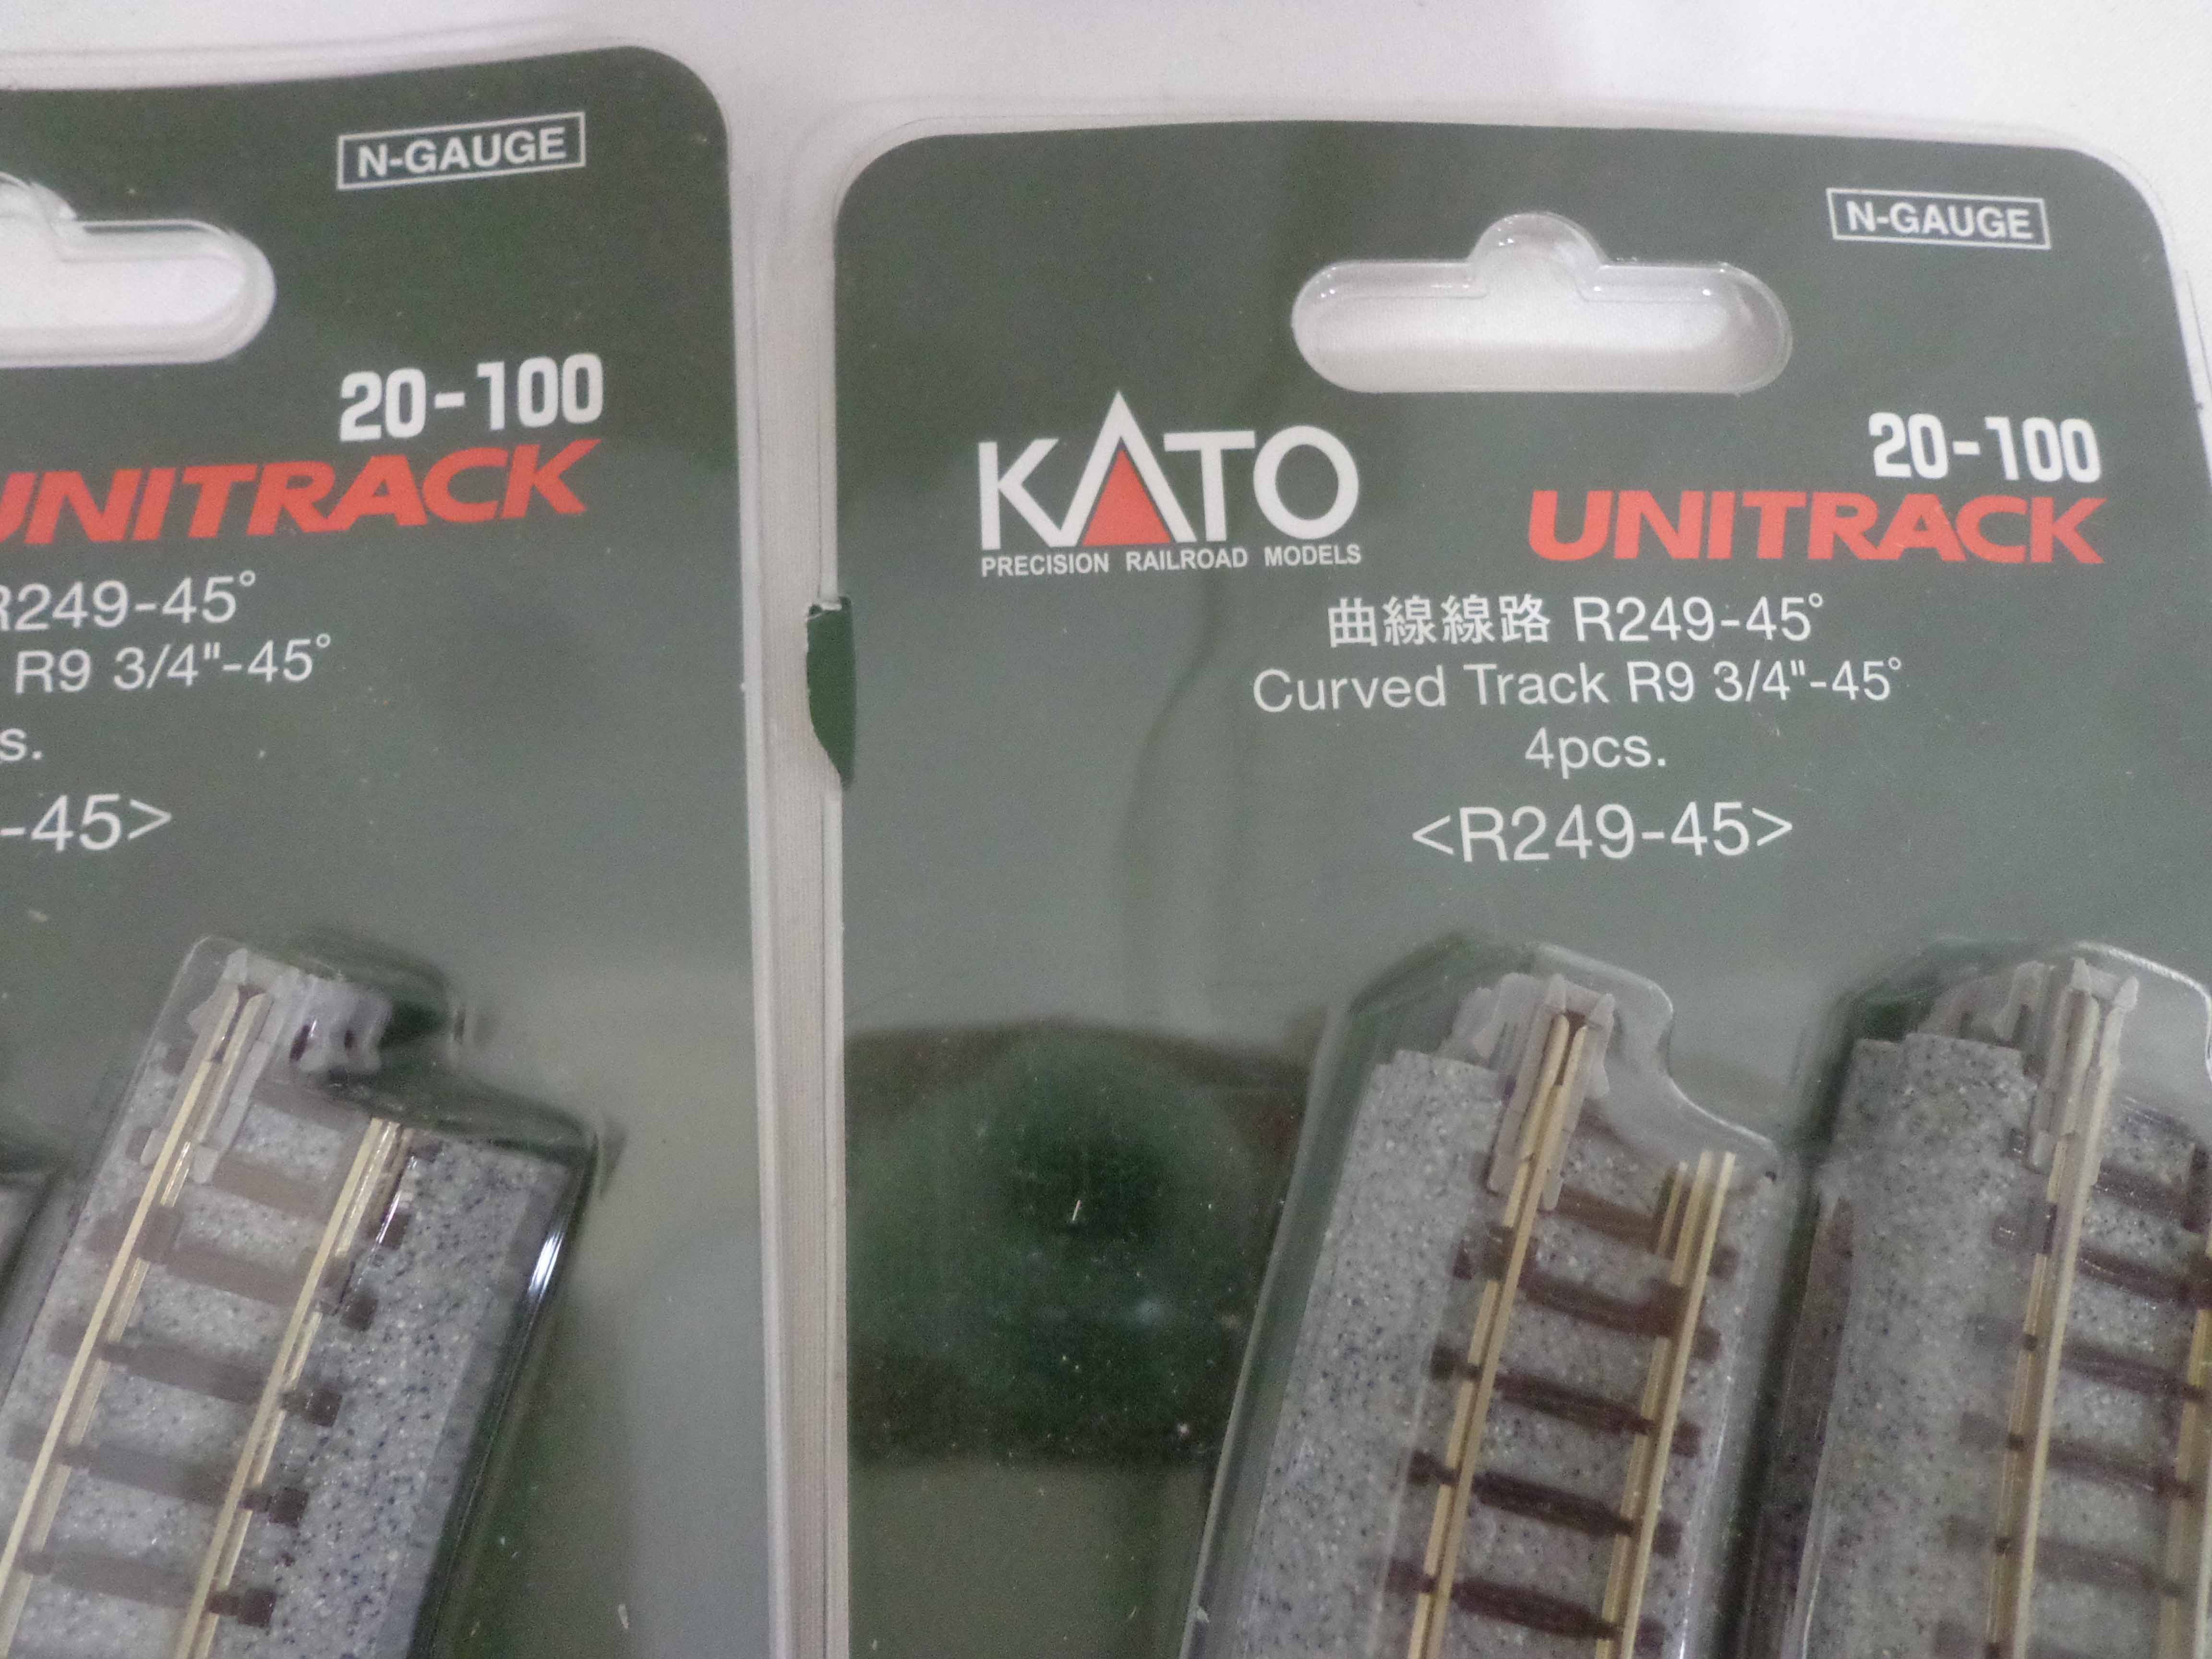 N-GAUGE
20-100
UNITRACK
R249-45°
R9 3/4"-45°
s.
-45>
N-GAUGE
KATO
PRECISION RAILROAD MODELS
20-100
UNITRACK
曲線線路 R249-45°
Curved Track R9 3/4"-45°
4pcs.
<R249-45>